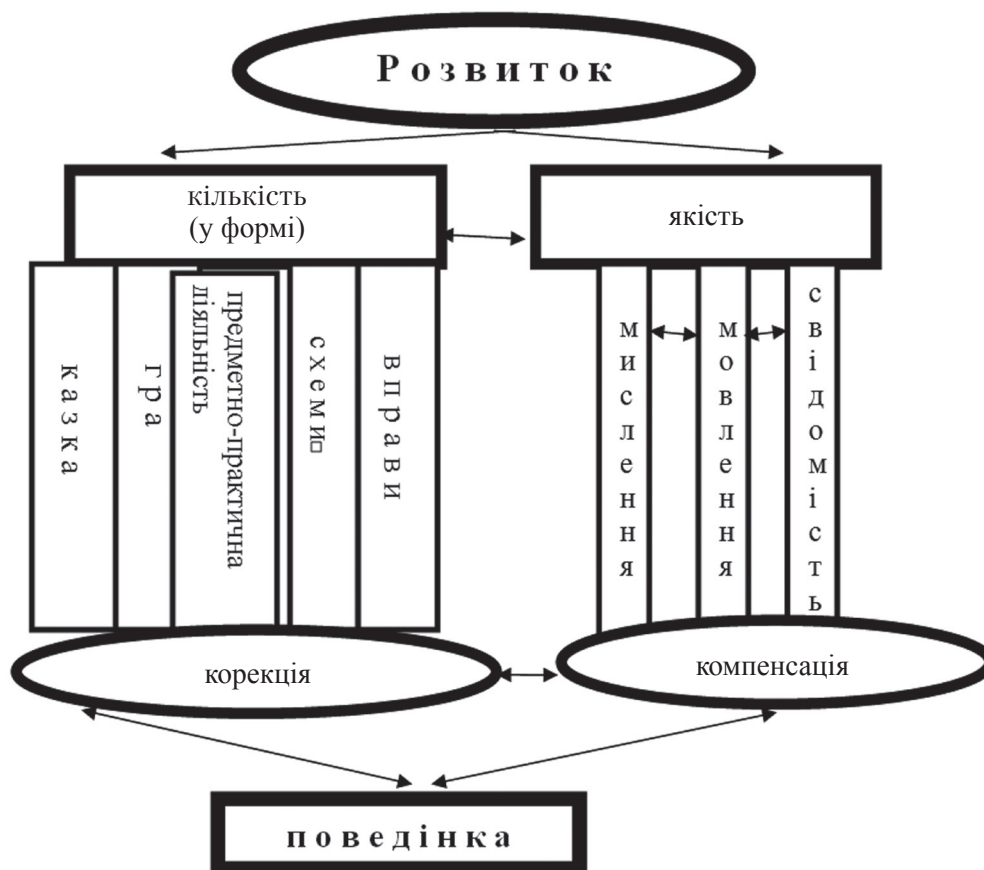 Розвиток
кількість
(у формі)
якість
казка
гра
предметно-практична
діяльність
схеми□
вправи
мислення
мовлення
свідомість
корекція
компенсація
поведінка